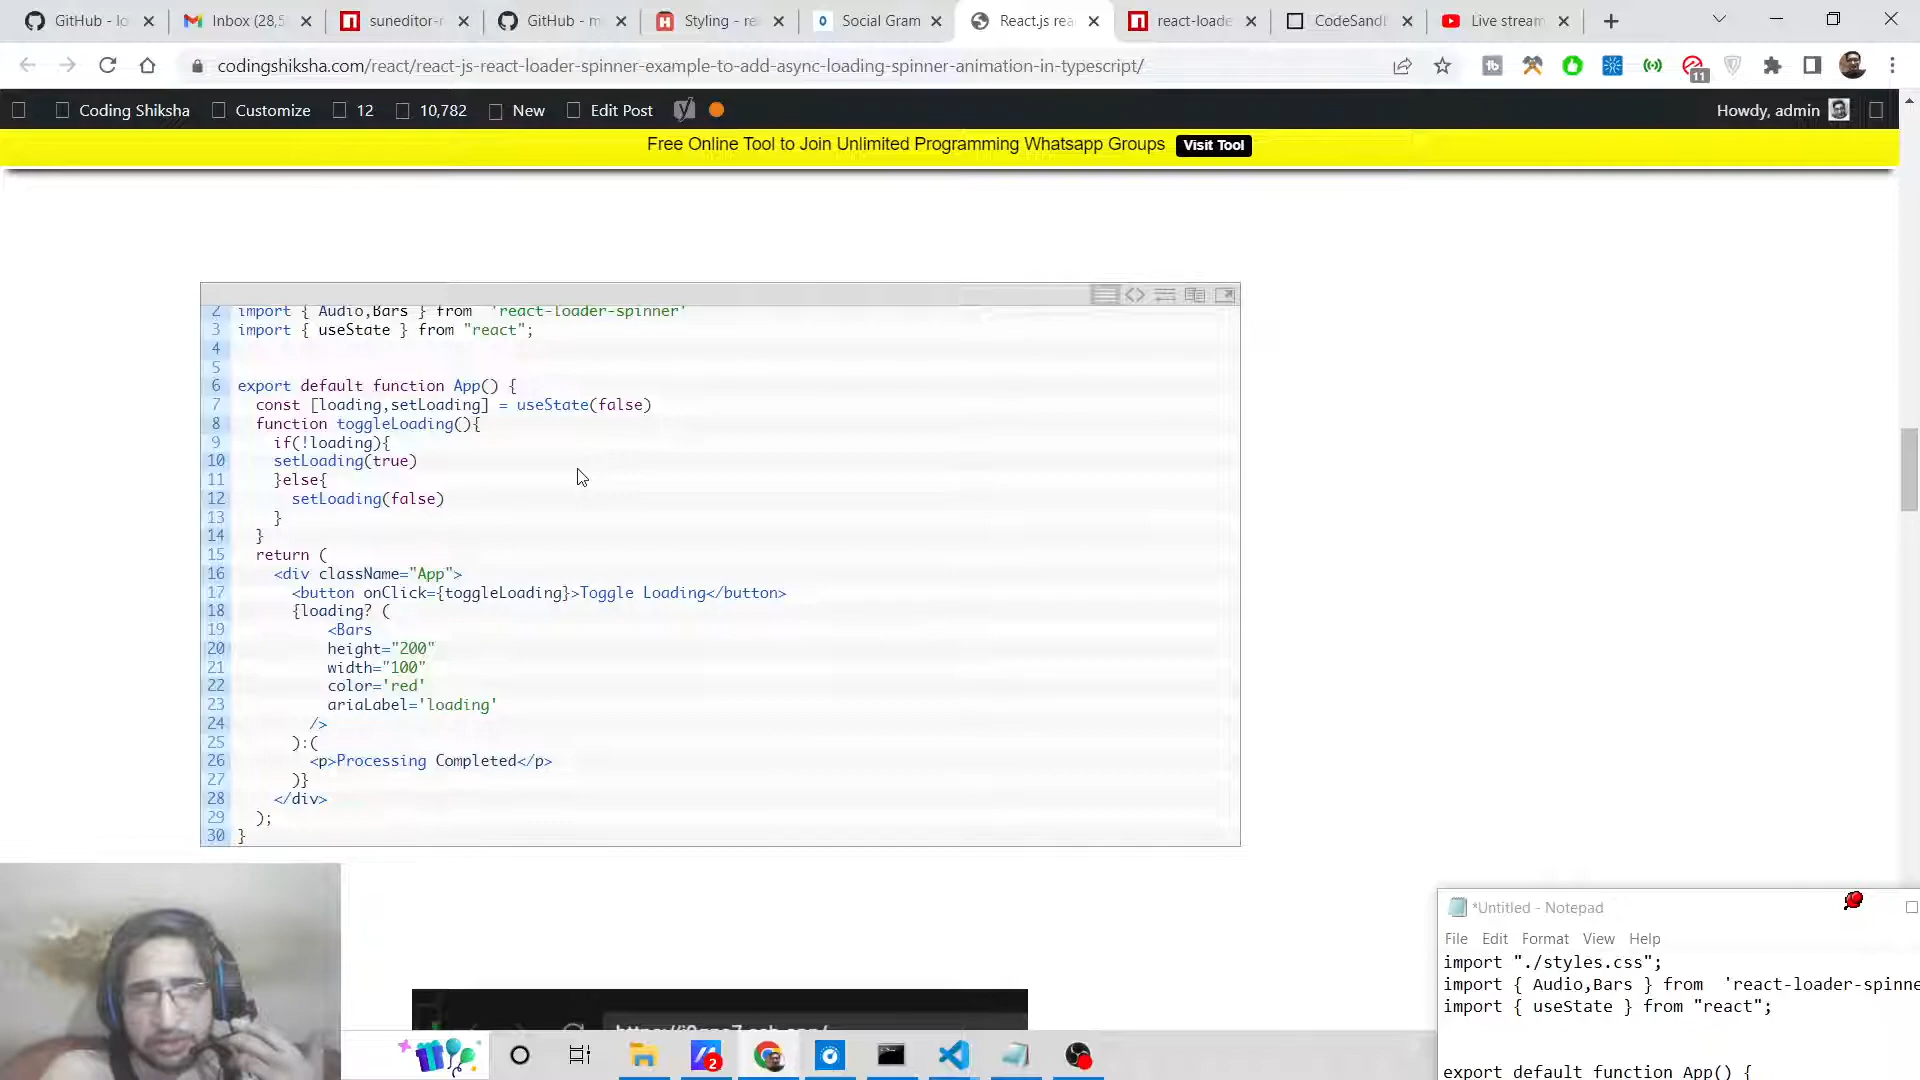 GitHub - lo
Inbox (28,5
suneditor-r
GitHub - m
Styling - re
Social Gram
React.js rea
react-loade
CodeSandl
Live stream
codingshiksha.com/react/react-js-react-loader-spinner-example-to-add-async-loading-spinner-animation-in-typescript/
11
Coding Shiksha
Customize
12
10,782
New
Edit Post
Howdy, admin
Free Online Tool to Join Unlimited Programming Whatsapp Groups
Visit Tool
2 import { Audio,Bars } from 'react-loader-spinner'
3 import { useState } from "react";
4
5
6 export default function App() {
7 const [loading,setLoading] = useState(false)
8 function toggleLoading(){
9 if(!loading){
10 setLoading(true)
11 }else{
12 setLoading(false)
13 }
14 }
15 return (
16 <div className="App">
17 <button onClick={toggleLoading}>Toggle Loading</button>
18 {loading? (
19 <Bars
20 height="200"
21 width="100"
22 color='red'
23 ariaLabel='loading'
24 />
25 ):(
26 <p>Processing Completed</p>
27 )}
28 </div>
29 );
30 }
*Untitled - Notepad
File Edit Format View Help
import "./styles.css";
import { Audio,Bars } from 'react-loader-spinne
import { useState } from "react";
export default function App() {
2